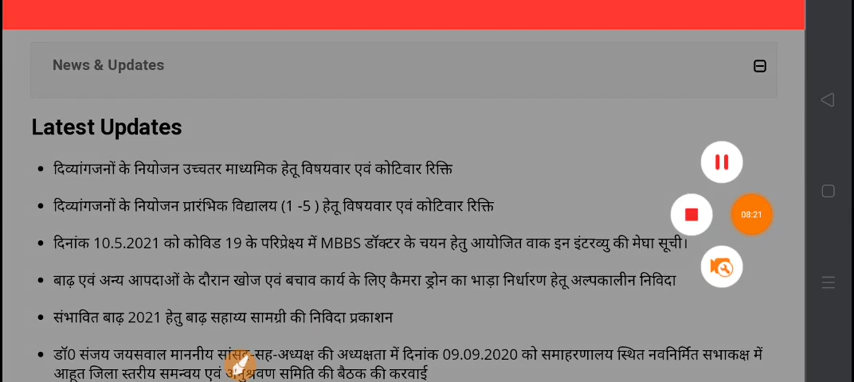 News & Updates
Latest Updates
दिव्यांगजनों के नियोजन उच्चतर माध्यमिक हेतू विषयवार एवं कोटिवार रिक्ति
दिव्यांगजनों के नियोजन प्रारंभिक विद्यालय (1 -5 ) हेतू विषयवार एवं कोटिवार रिक्ति
08:21
दिनांक 10.5.2021 को कोविड 19 के परिप्रेक्ष्य में MBBS डॉक्टर के चयन हेतु आयोजित वाक इन इंटरव्यु की मेघा सूची।
बाढ़ एवं अन्य आपदाओं के दौरान खोज एवं बचाव कार्य के लिए कैमरा ड्रोन का भाड़ा निर्धारण हेतू अल्पकालीन निविदा
संभावित बाढ़ 2021 हेतु बाढ़ सहाय्य सामग्री की निविदा प्रकाशन
डॉ0 संजय जयसवाल माननीय सांसद-सह-अध्यक्ष की अध्यक्षता में दिनांक 09.09.2020 को समाहरणालय स्थित नवनिर्मित सभाकक्ष में
आहूत जिला स्तरीय समन्वय एवं अनुश्रवण समिति की बैठक की करवाई